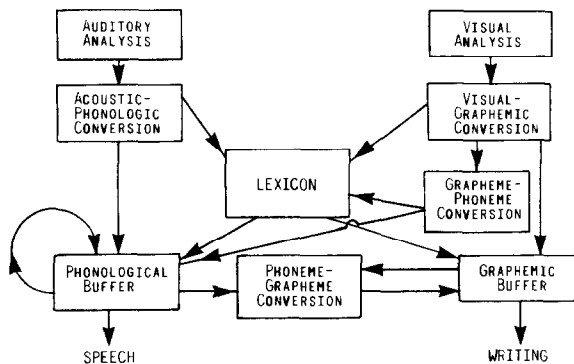 AUDITORY
ANALYSIS
VISUAL
ANALYSIS
ACOUSTIC-
PHONOLOGIC
CONVERSION
VISUAL-
GRAPHEMIC
CONVERSION
LEXICON
GRAPHEME-
PHONEME
CONVERSION
PHONOLOGICAL
BUFFER
PHONEME-
GRAPHEME
CONVERSION
GRAPHEMIC
BUFFER
SPEECH
WRITING